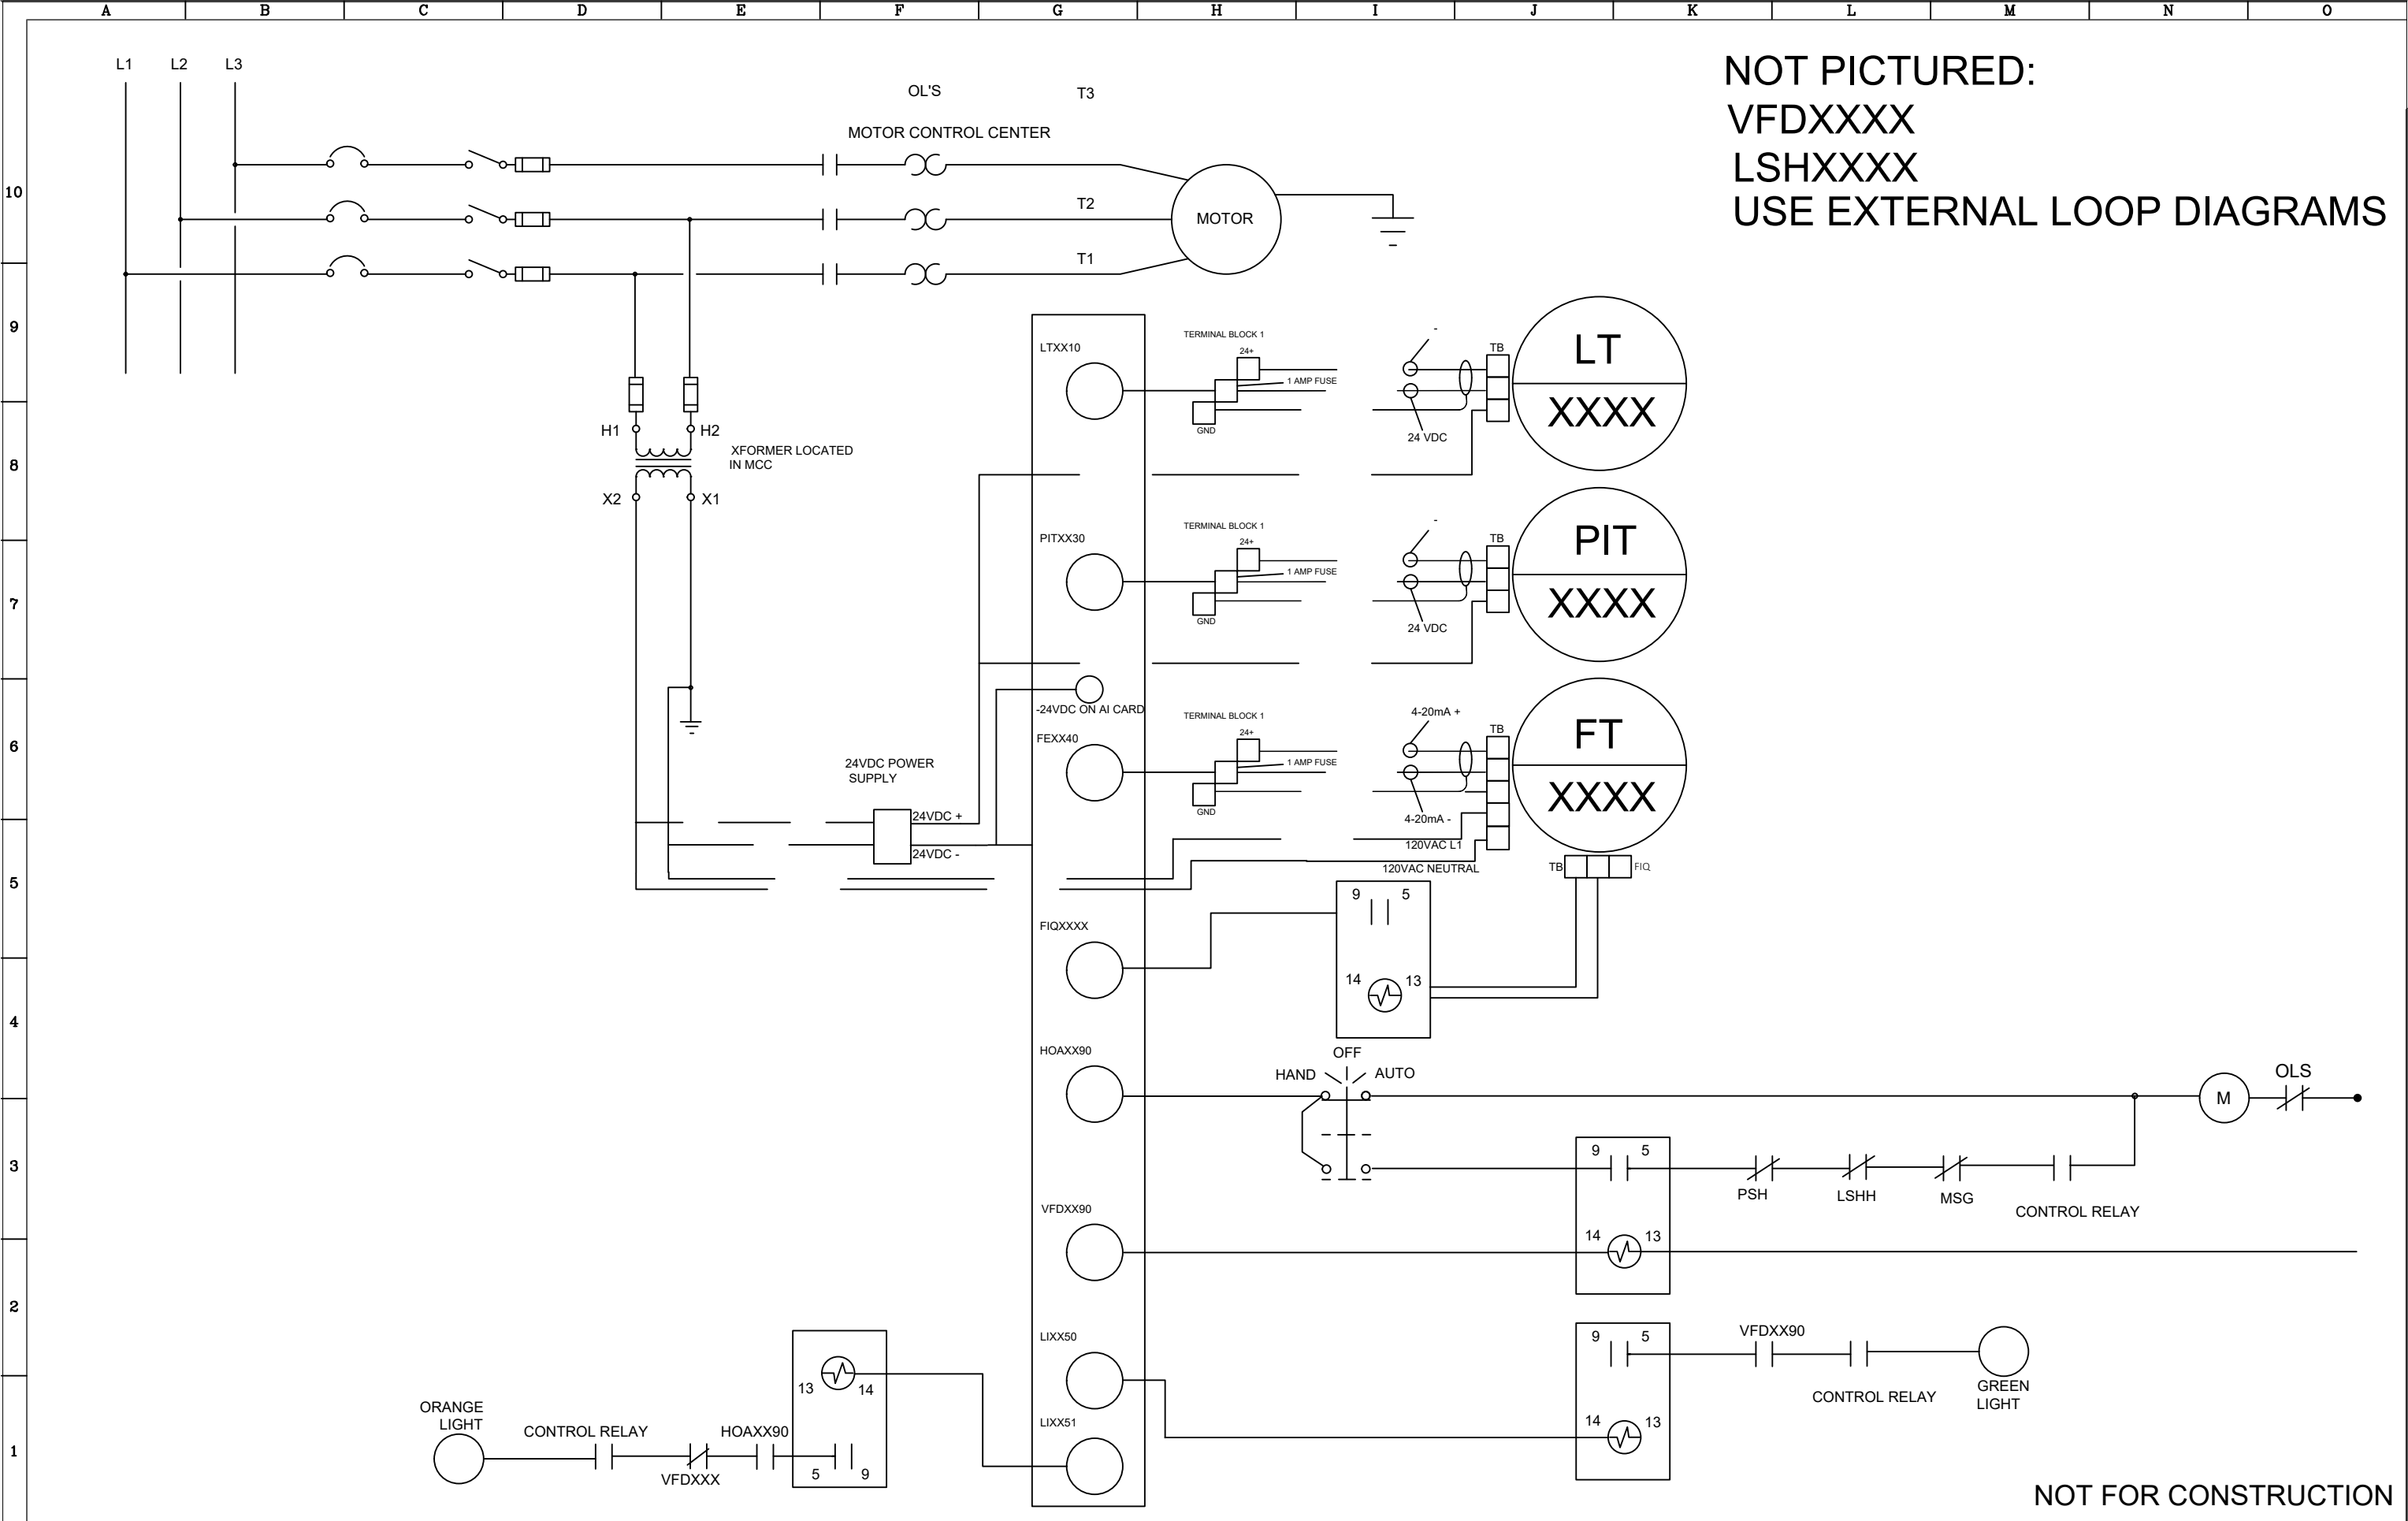 A B C D E F G H I J K L M N O
10
9
8
7
6
5
4
3
2
1
L1 L2 L3
OL'S
T3
MOTOR CONTROL CENTER
T2
T1
MOTOR
NOT PICTURED:
VFDXXXX
LSHXXXX
USE EXTERNAL LOOP DIAGRAMS
H1 H2
XFORMER LOCATED
IN MCC
X2 X1
LTXX10
TERMINAL BLOCK 1
24+
1 AMP FUSE
GND
-
24 VDC
TB
LT
XXXX
PITXX30
TERMINAL BLOCK 1
24+
1 AMP FUSE
GND
-
24 VDC
TB
PIT
XXXX
-24VDC ON AI CARD
FEXX40
TERMINAL BLOCK 1
24+
1 AMP FUSE
GND
4-20mA +
4-20mA -
TB
FT
XXXX
120VAC L1
120VAC NEUTRAL
TB
FIQ
24VDC POWER
SUPPLY
24VDC +
24VDC -
FIQXXXX
9 5
14 13
HOAXX90
OFF
HAND AUTO
M
OLS
9 5
PSH
LSHH
MSG
CONTROL RELAY
VFDXX90
14 13
LIXX50
9 5
VFDXX90
CONTROL RELAY
GREEN
LIGHT
14 13
LIXX51
13 14
5 9
ORANGE
LIGHT
CONTROL RELAY
VFDXXX
HOAXX90
NOT FOR CONSTRUCTION